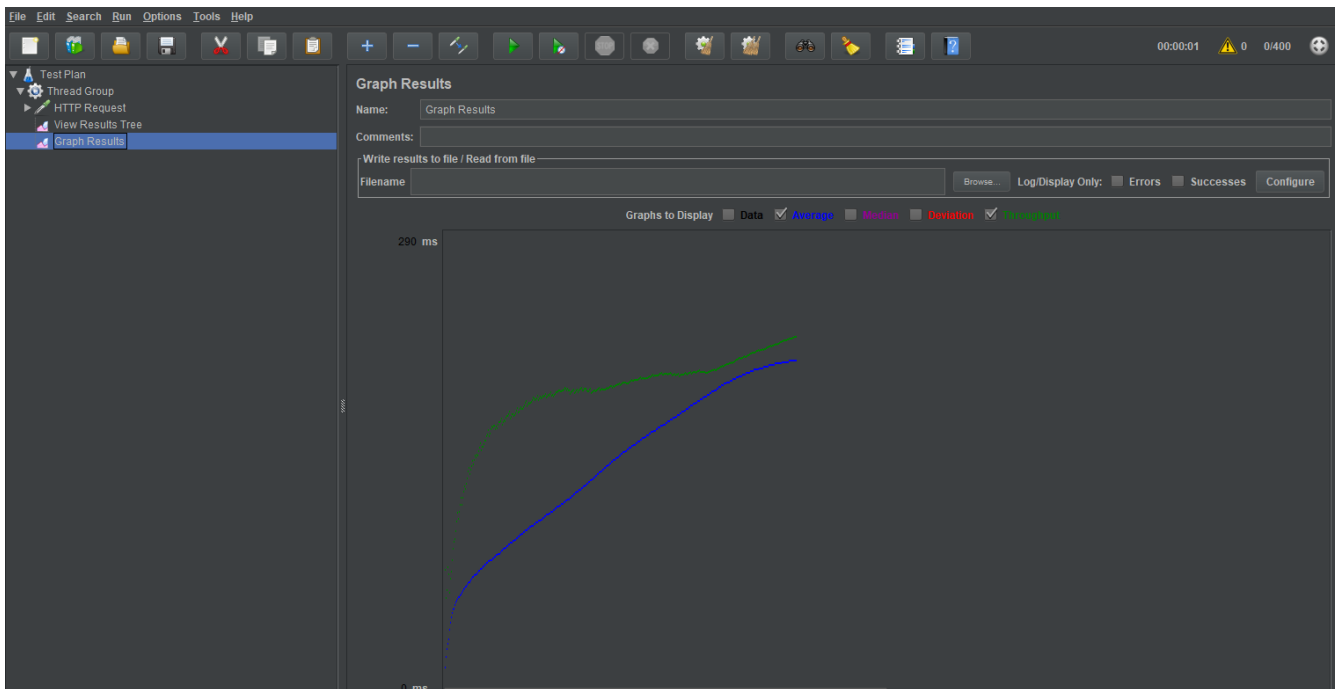 File Edit Search Run Options Tools Help
00:00:01 0 0/400
Test Plan
Thread Group
HTTP Request
View Results Tree
Graph Results
Graph Results
Name: Graph Results
Comments:
Write results to file / Read from file
Filename Browse... Log/Display Only: Errors Successes Configure
Graphs to Display Data Average Median Deviation Throughput
290 ms
0 ms